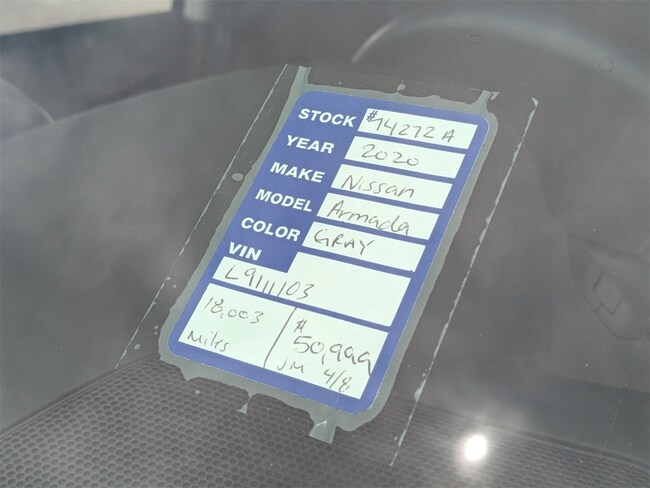 STOCK #14272A
YEAR 2020
MAKE Nissan
MODEL Armada
COLOR GRAY
VIN
L9111103
18,003 Miles
$ 50,999
JM 4/8